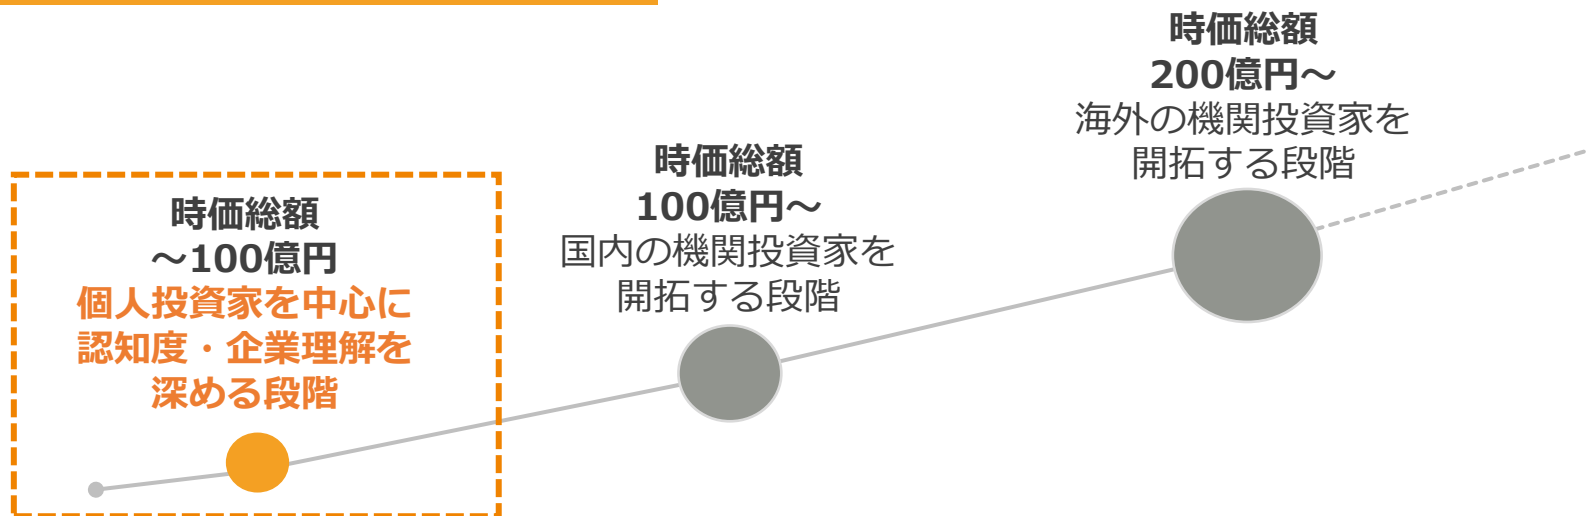 時価総額
～100億円
個人投資家を中心に
認知度・企業理解を
深める段階
時価総額
100億円～
国内の機関投資家を
開拓する段階
時価総額
200億円～
海外の機関投資家を
開拓する段階